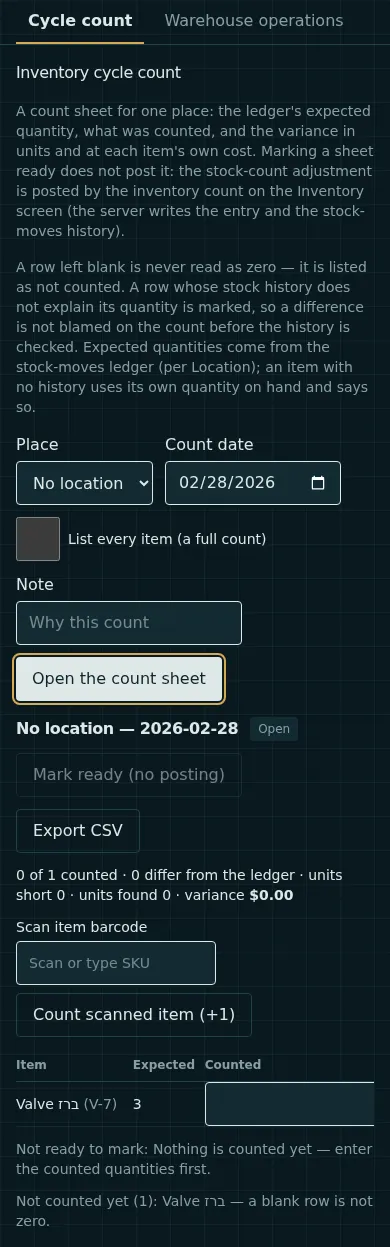 Cycle count Warehouse operations
Inventory cycle count
A count sheet for one place: the ledger's expected
quantity, what was counted, and the variance in
units and at each item's own cost. Marking a sheet
ready does not post it: the stock-count adjustment
is posted by the inventory count on the Inventory
screen (the server writes the entry and the stock-
moves history).
A row left blank is never read as zero — it is listed
as not counted. A row whose stock history does
not explain its quantity is marked, so a difference
is not blamed on the count before the history is
checked. Expected quantities come from the
stock-moves ledger (per Location); an item with
no history uses its own quantity on hand and says
so.
Place Count date
No location 02/28/2026
List every item (a full count)
Note
Why this count
Open the count sheet
No location — 2026-02-28 Open
Mark ready (no posting)
Export CSV
0 of 1 counted · 0 differ from the ledger · units
short 0 · units found 0 · variance $0.00
Scan item barcode
Scan or type SKU
Count scanned item (+1)
Item Expected Counted
Valve ברז (V-7) 3
Not ready to mark: Nothing is counted yet — enter
the counted quantities first.
Not counted yet (1): Valve ברז — a blank row is not
zero.